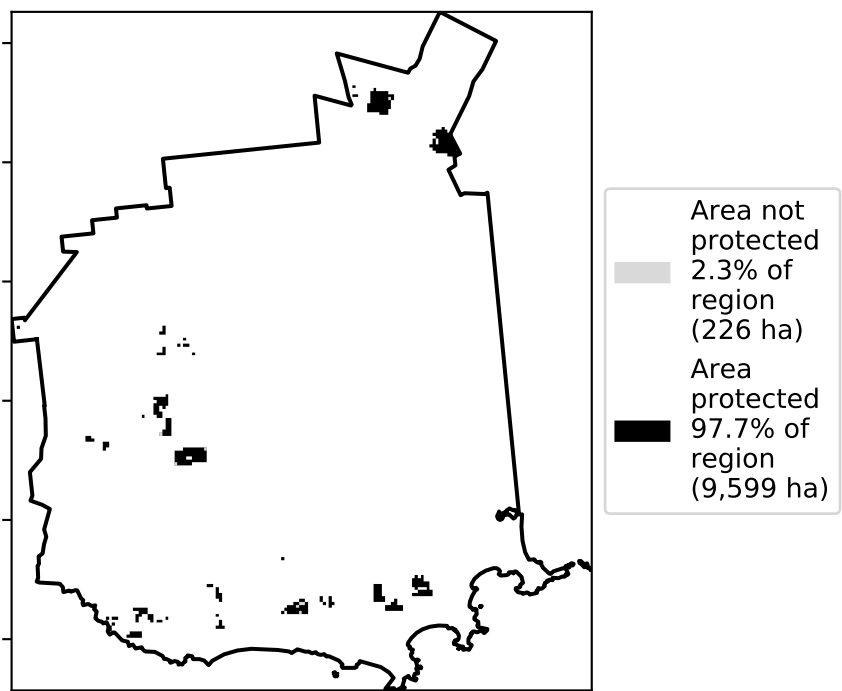 Area not
protected
2.3% of
region
(226 ha)
Area
protected
97.7% of
region
(9,599 ha)